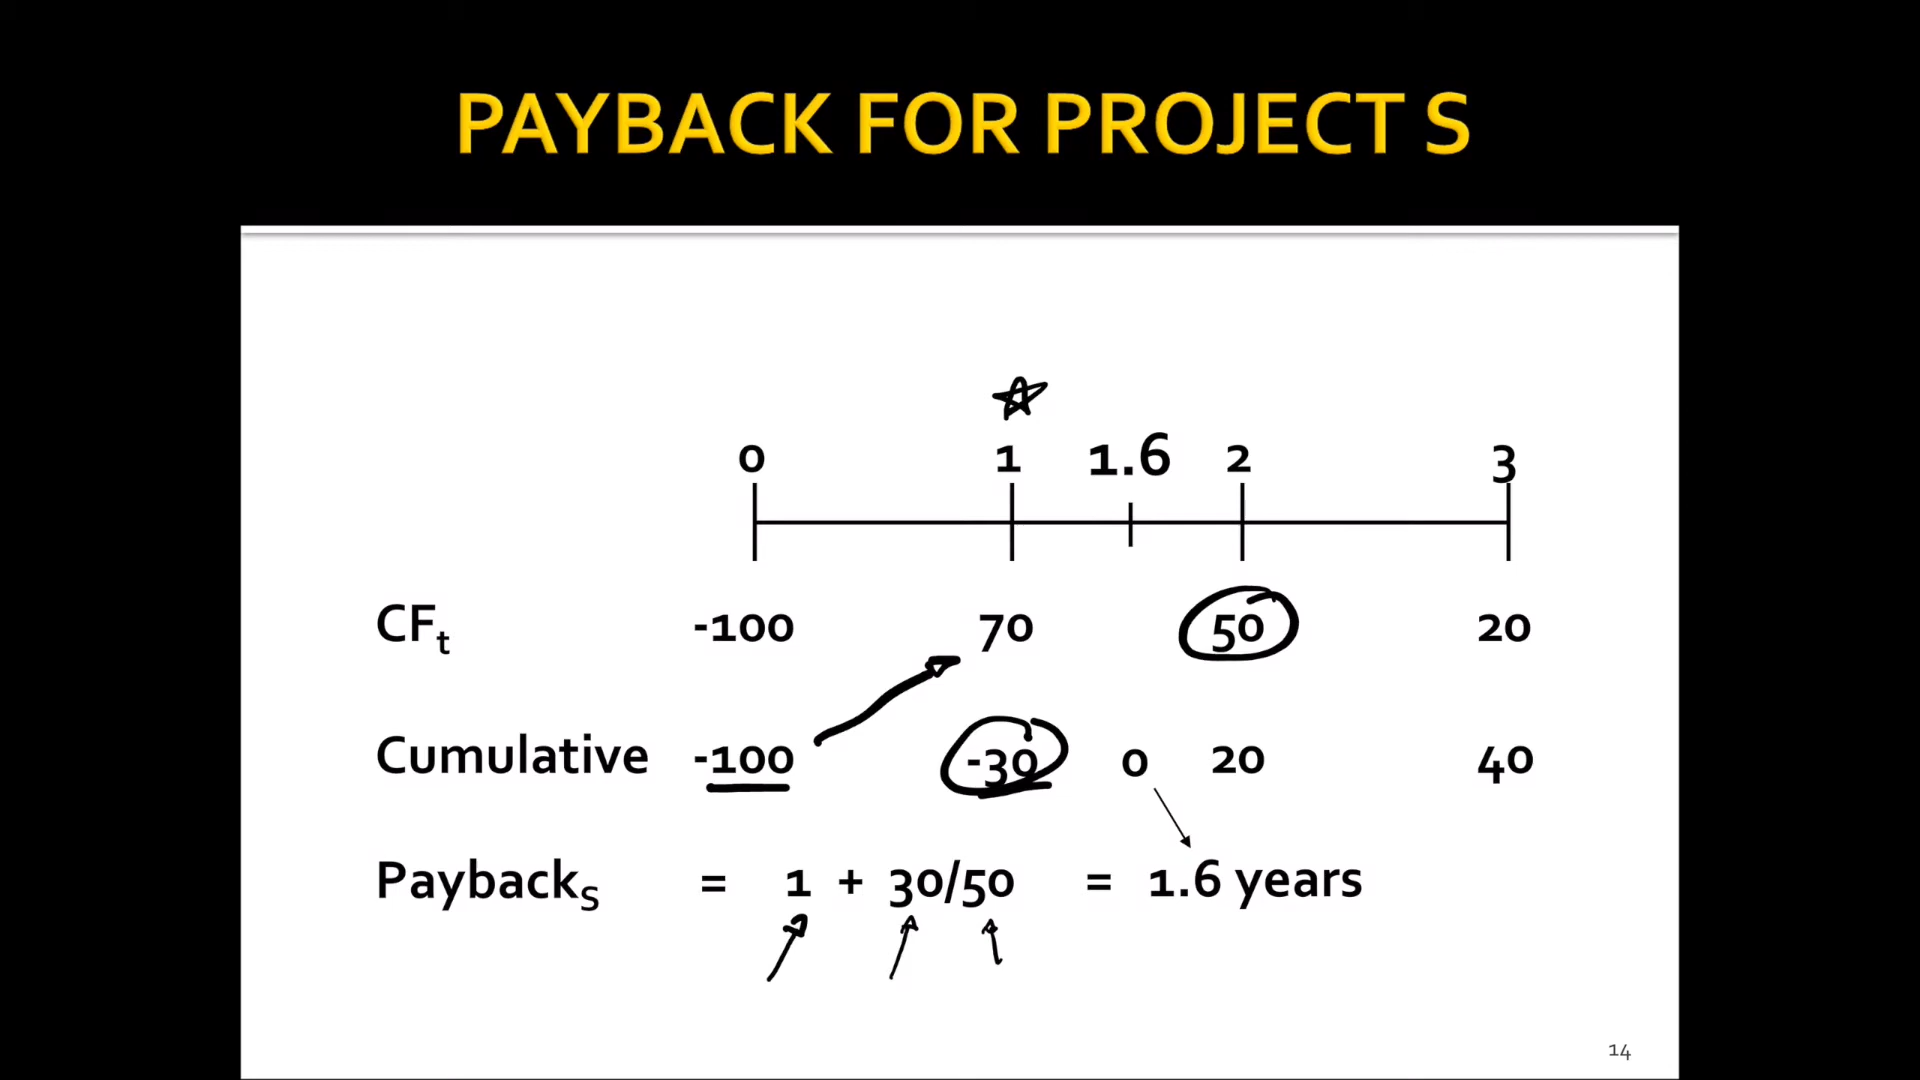 PAYBACK FOR PROJECT S
0 1 1.6 2 3
CFt -100 70 50 20
Cumulative -100 -30 0 20 40
PaybackS = 1 + 30/50 = 1.6 years
14